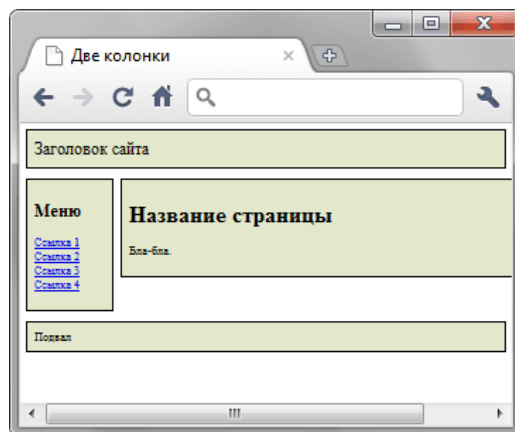 Две колонки
Заголовок сайта
Меню
Ссылка 1
Ссылка 2
Ссылка 3
Ссылка 4
Название страницы
Бла-бла.
Подвал